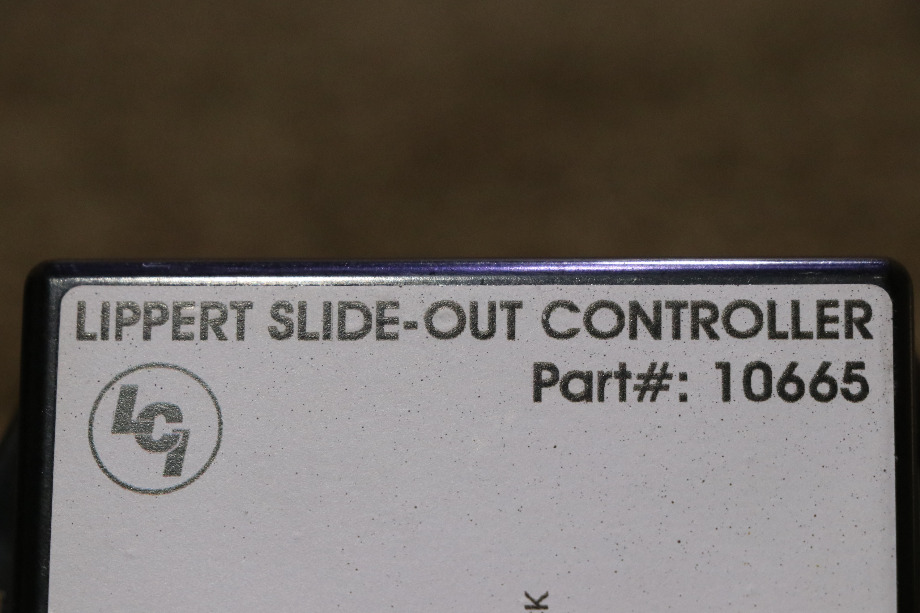 LIPPERT SLIDE-OUT CONTROLLER
Part#: 10665
LCI